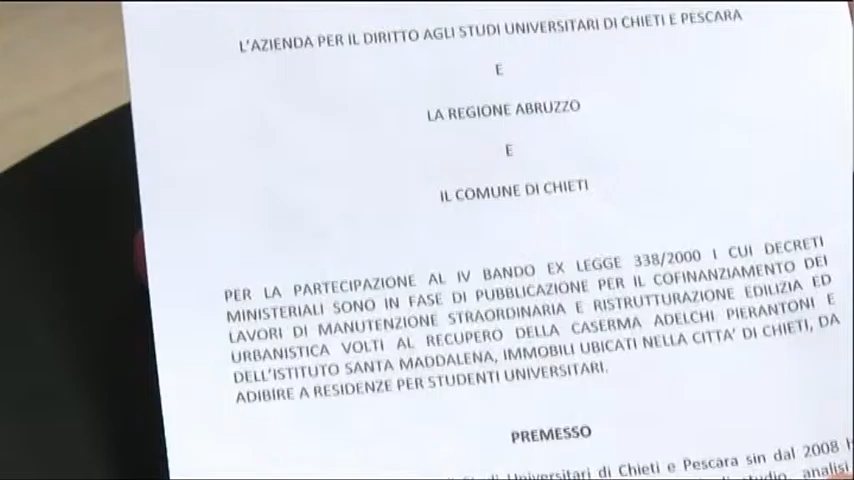 L'AZIENDA PER IL DIRITTO AGLI STUDI UNIVERSITARI DI CHIETI E PESCARA
E
LA REGIONE ABRUZZO
E
IL COMUNE DI CHIETI
PER LA PARTECIPAZIONE AL IV BANDO EX LEGGE 338/2000 I CUI DECRETI
MINISTERIALI SONO IN FASE DI PUBBLICAZIONE PER IL COFINANZIAMENTO DEI
LAVORI DI MANUTENZIONE STRAORDINARIA E RISTRUTTURAZIONE EDILIZIA ED
URBANISTICA VOLTI AL RECUPERO DELLA CASERMA ADELCHI PIERANTONI E
DELL'ISTITUTO SANTA MADDALENA, IMMOBILI UBICATI NELLA CITTA' DI CHIETI, DA
ADIBIRE A RESIDENZE PER STUDENTI UNIVERSITARI.
PREMESSO
Universitari di Chieti e Pescara sin dal 2008
studio, analisi